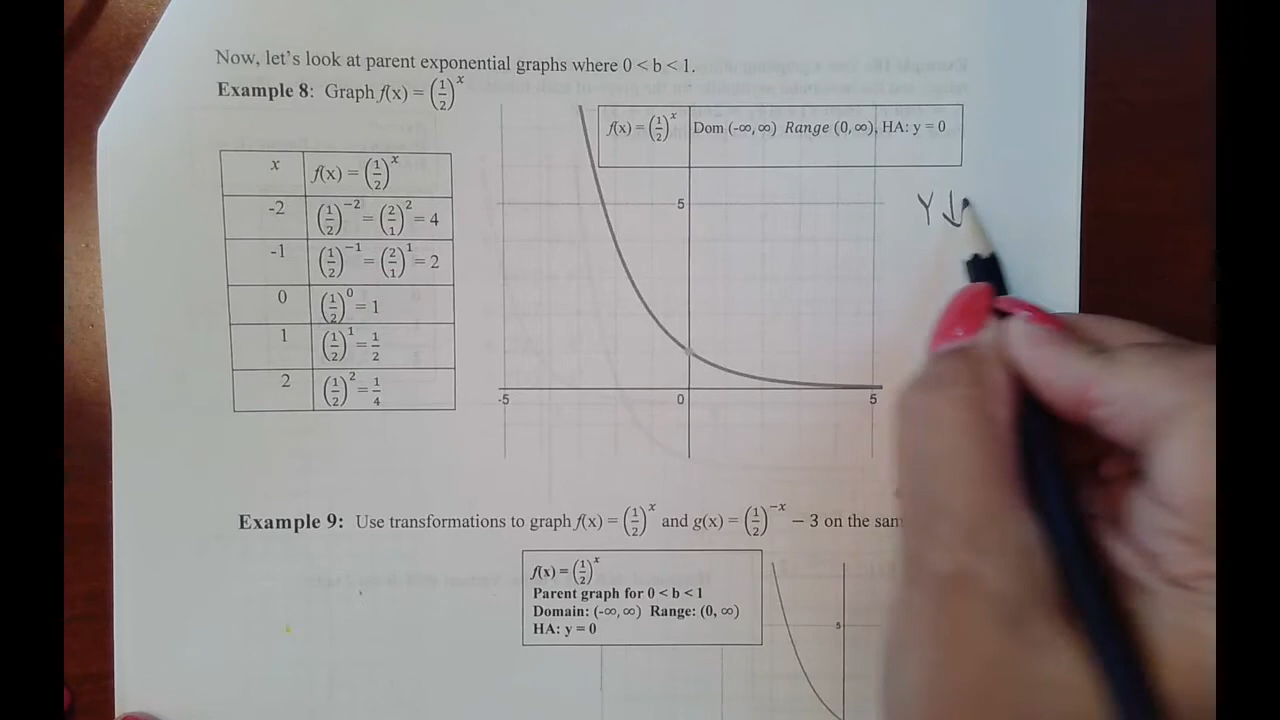 Now, let's look at parent exponential graphs where 0 < b < 1.
Example 8: Graph f(x) = (1/2)^x
f(x) = (1/2)^x Dom (-∞, ∞) Range (0, ∞), HA: y = 0
x f(x) = (1/2)^x
-2 (1/2)^−2 = (2/1)^2 = 4
-1 (1/2)^−1 = (2/1)^1 = 2
0 (1/2)^0 = 1
1 (1/2)^1 = 1/2
2 (1/2)^2 = 1/4
5
-5 0 5
Y↓
Example 9: Use transformations to graph f(x) = (1/2)^x and g(x) = (1/2)^−x − 3 on the
f(x) = (1/2)^x
Parent graph for 0 < b < 1
Domain: (-∞, ∞) Range: (0, ∞)
HA: y = 0
5